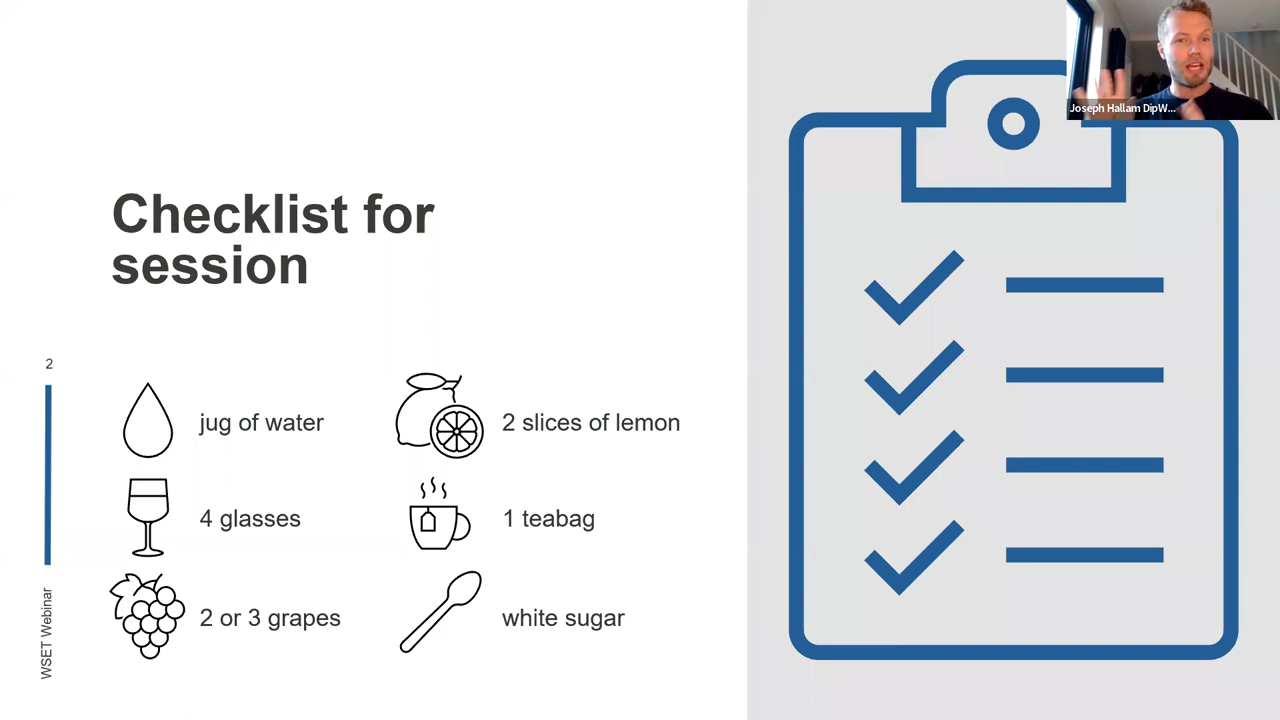 Joseph Hallam DipW...
Checklist for
session
2
jug of water
2 slices of lemon
4 glasses
1 teabag
2 or 3 grapes
white sugar
WSET Webinar